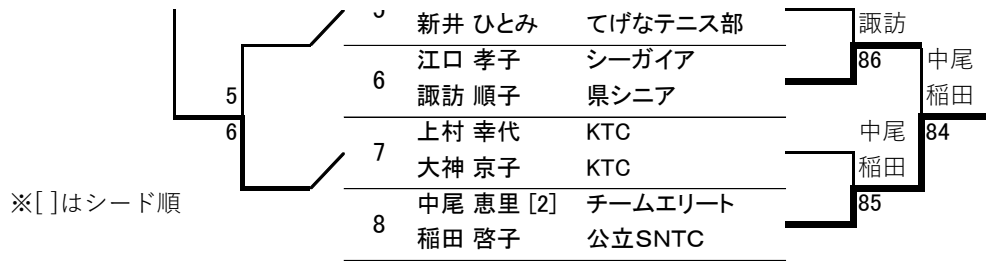 新井 ひとみ てげなテニス部 諏訪
江口 孝子 シーガイア 86 中尾
6
5 諏訪 順子 県シニア 稲田
6 上村 幸代 KTC 中尾 84
7
大神 京子 KTC 稲田
※[ ]はシード順 中尾 恵里 [2] チームエリート 85
8
稲田 啓子 公立SNTC